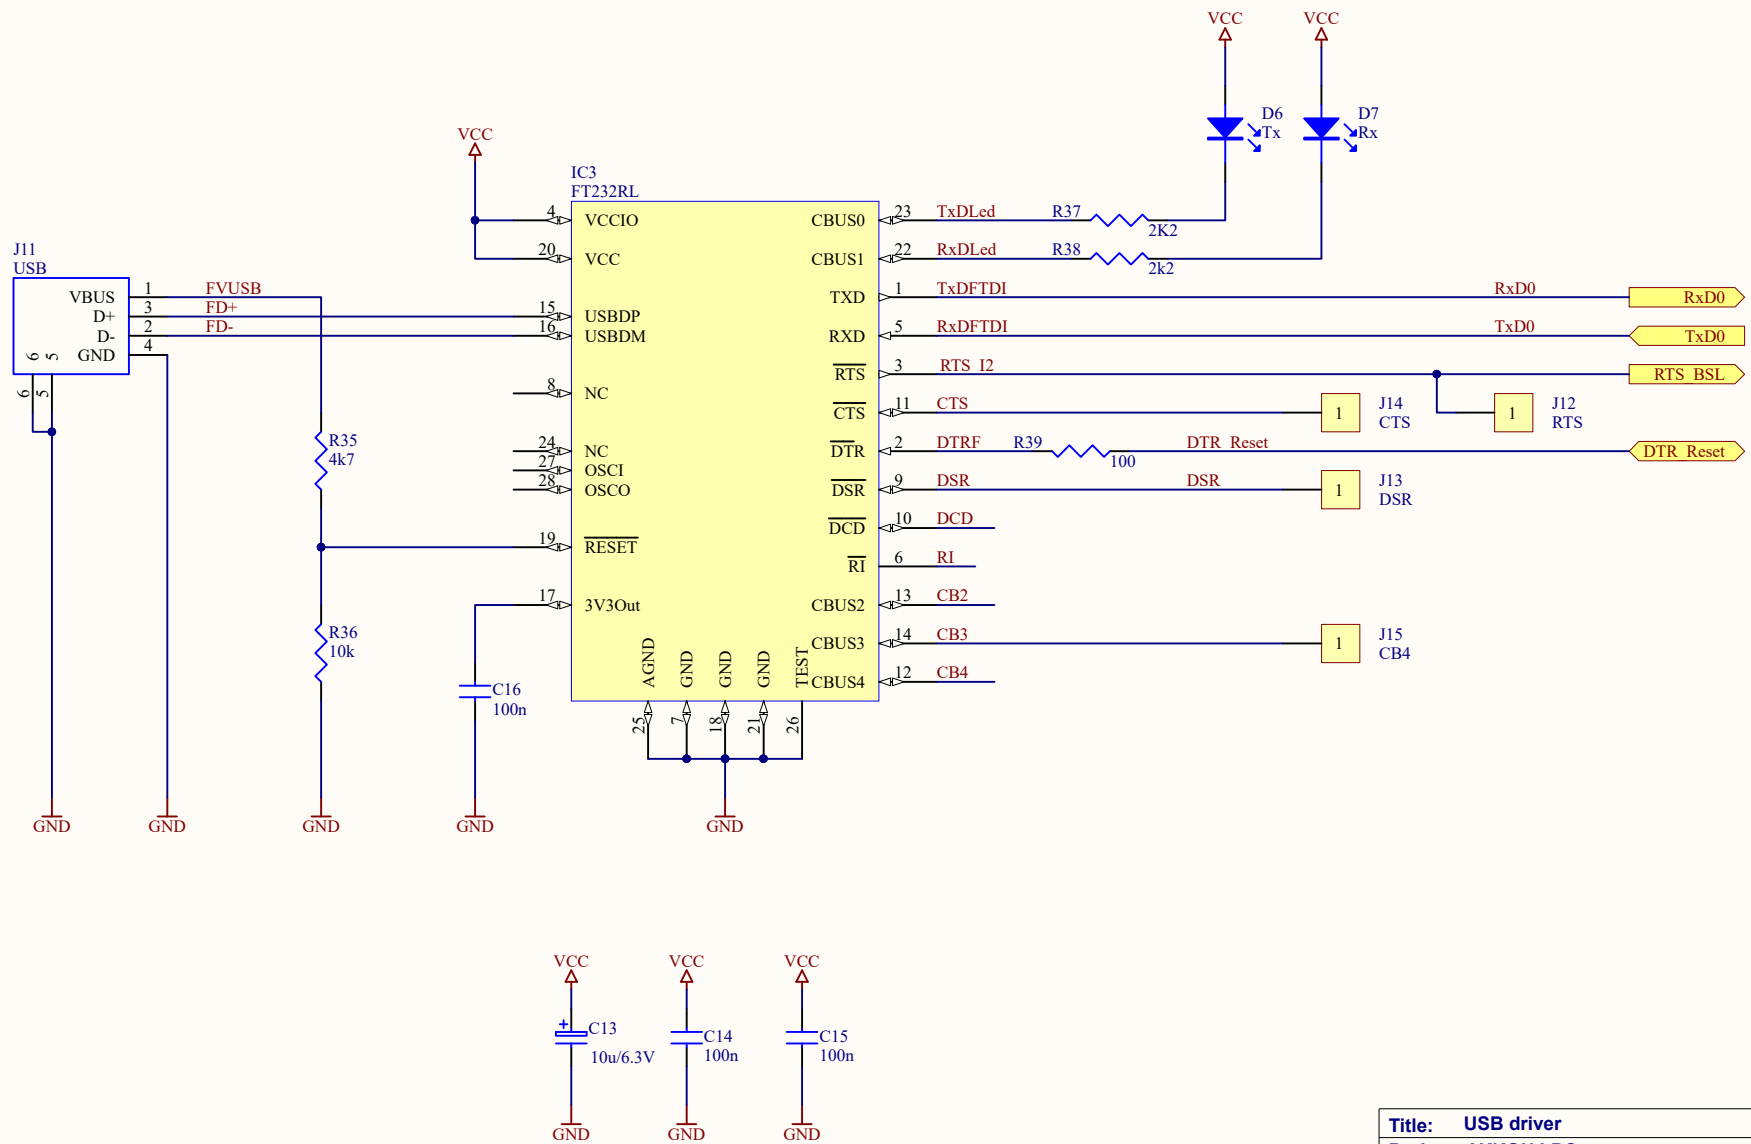 VCC VCC
D6 D7
Tx Rx
VCC
IC3
FT232RL
4 VCCIO CBUS0 23 TxDLed R37 2K2
20 VCC CBUS1 22 RxDLed R38 2k2
J11
USB
VBUS 1 FVUSB
D+ 3 FD+
D- 2 FD-
GND 4
6 5
6 5
TXD 1 TxDFTDI RxD0 RxD0
15 USBDP
16 USBDM RXD 5 RxDFTDI TxD0 TxD0
RTS 3 RTS_I2 RTS_BSL
8 NC
CTS 11 CTS 1 J14 CTS
1 J12 RTS
24 NC DTR 2 DTRF R39 100 DTR_Reset DTR_Reset
27 OSCI
28 OSCO DSR 9 DSR DSR 1 J13 DSR
R35
4k7
DCD 10 DCD
19 RESET
RI 6 RI
17 3V3Out CBUS2 13 CB2
R36
10k
CBUS3 14 CB3 1 J15 CB4
AGND GND GND GND TEST
CBUS4 12 CB4
C16
100n
25 7 18 21 26
GND GND GND GND GND
VCC VCC VCC
C13 C14 C15
10u/6.3V 100n 100n
GND GND GND
Title: USB driver